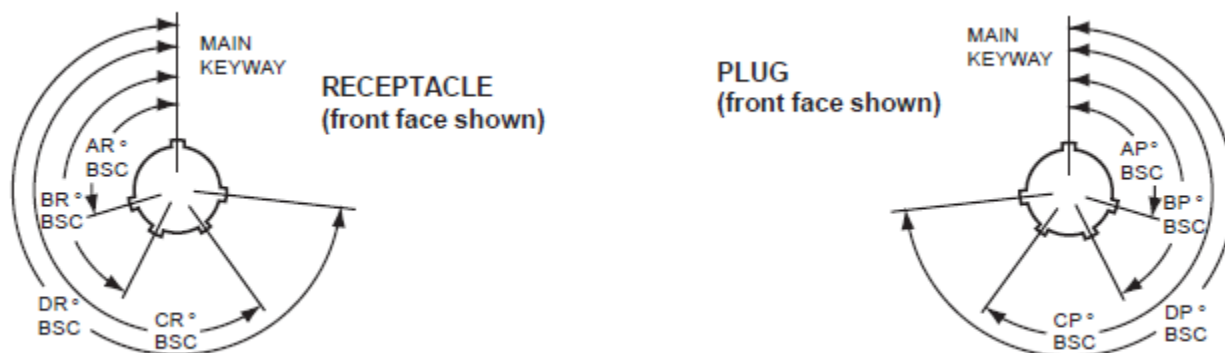 MAIN
KEYWAY
RECEPTACLE
(front face shown)
AR°
BSC
BR°
BSC
CR°
BSC
DR°
BSC
PLUG
(front face shown)
MAIN
KEYWAY
AP°
BSC
BP°
BSC
CP°
BSC
DP°
BSC